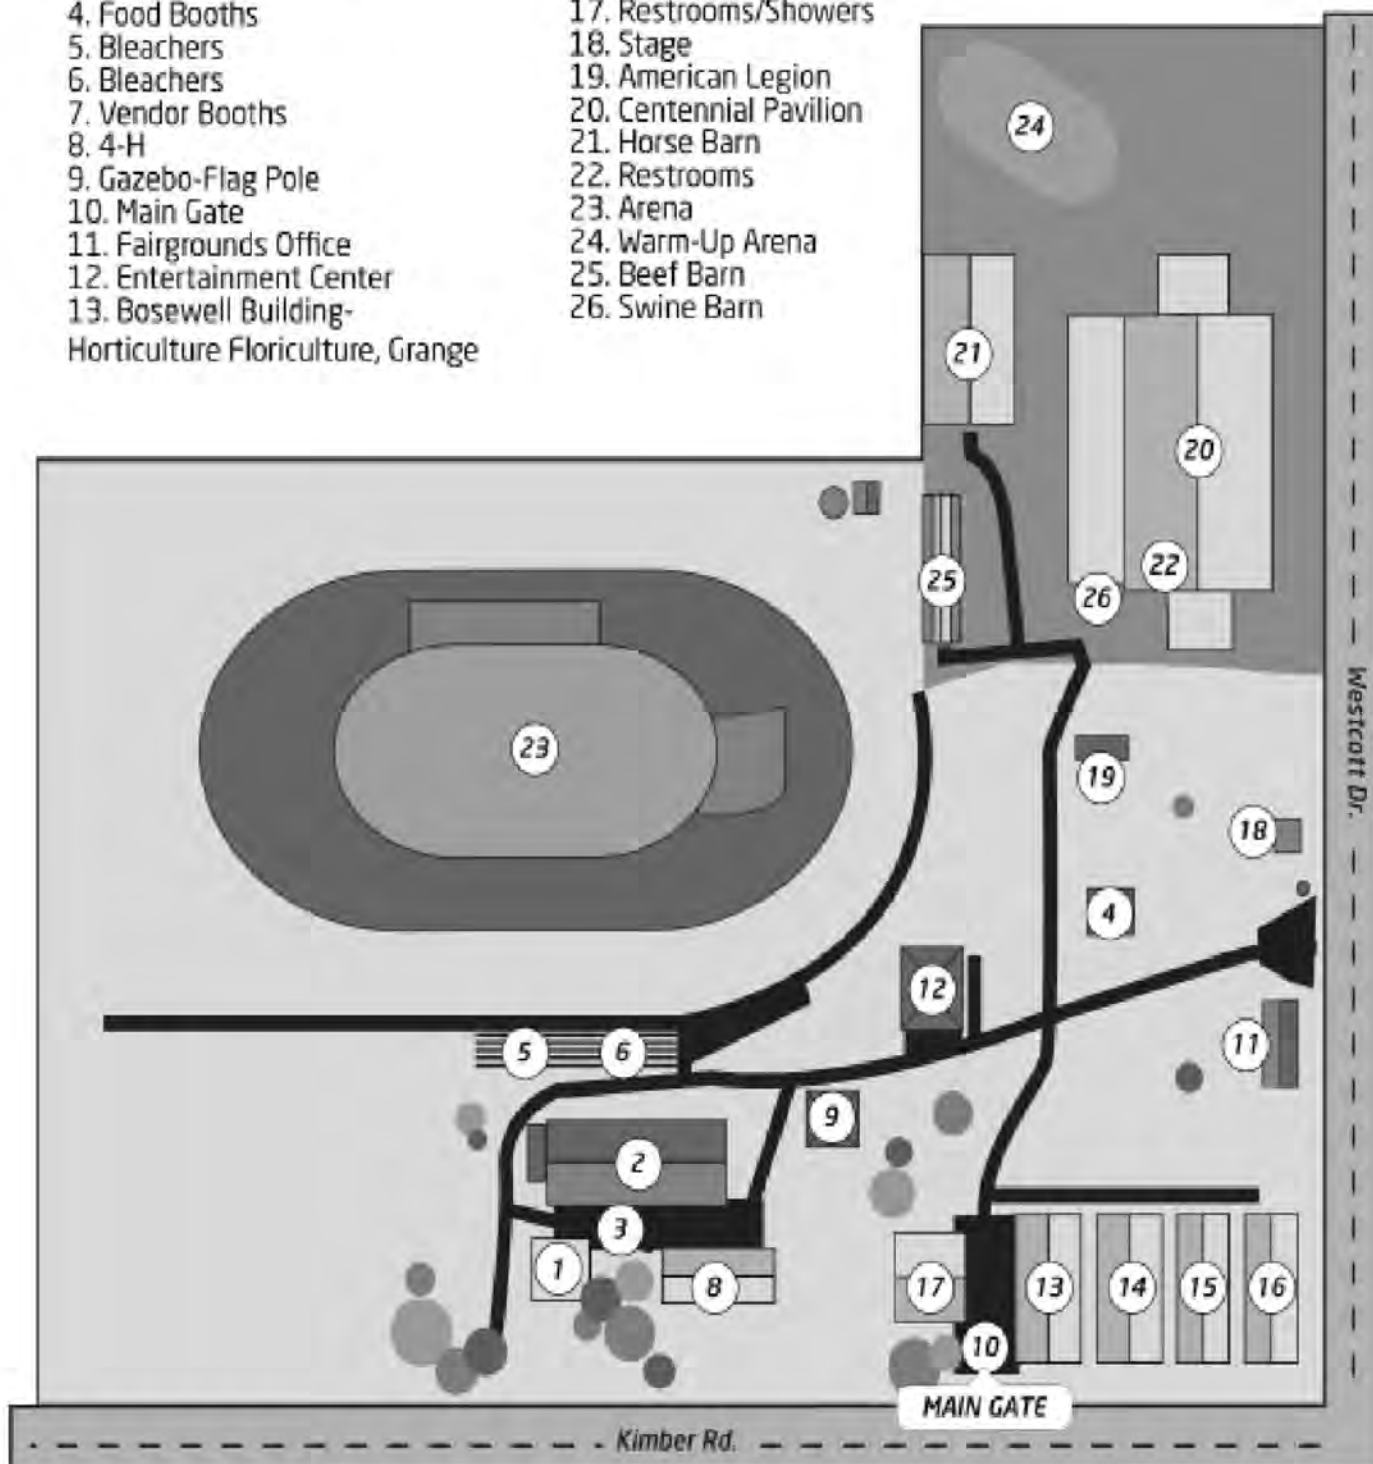 4. Food Booths
5. Bleachers
6. Bleachers
7. Vendor Booths
8. 4-H
9. Gazebo-Flag Pole
10. Main Gate
11. Fairgrounds Office
12. Entertainment Center
13. Bosewell Building-
Horticulture Floriculture, Grange
17. Restrooms/Showers
18. Stage
19. American Legion
20. Centennial Pavilion
21. Horse Barn
22. Restrooms
23. Arena
24. Warm-Up Arena
25. Beef Barn
26. Swine Barn
24
21
20
22
25
26
Westcott Dr.
23
19
18
4
12
5
6
11
9
2
3
1
8
17
13
14
15
16
10
MAIN GATE
Kimber Rd.